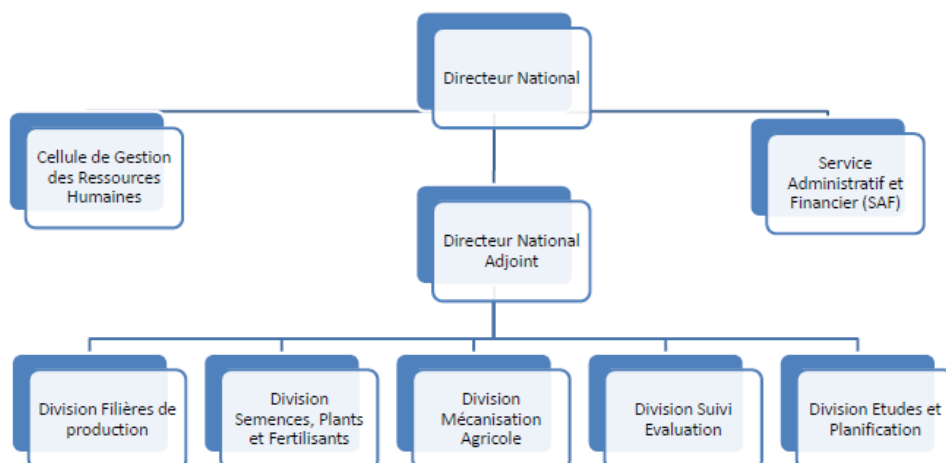 Directeur National
Cellule de Gestion
des Ressources
Humaines
Service
Administratif et
Financier (SAF)
Directeur National
Adjoint
Division Filières de
production
Division
Semences, Plants
et Fertilisants
Division
Mécanisation
Agricole
Division Suivi
Evaluation
Division Etudes et
Planification